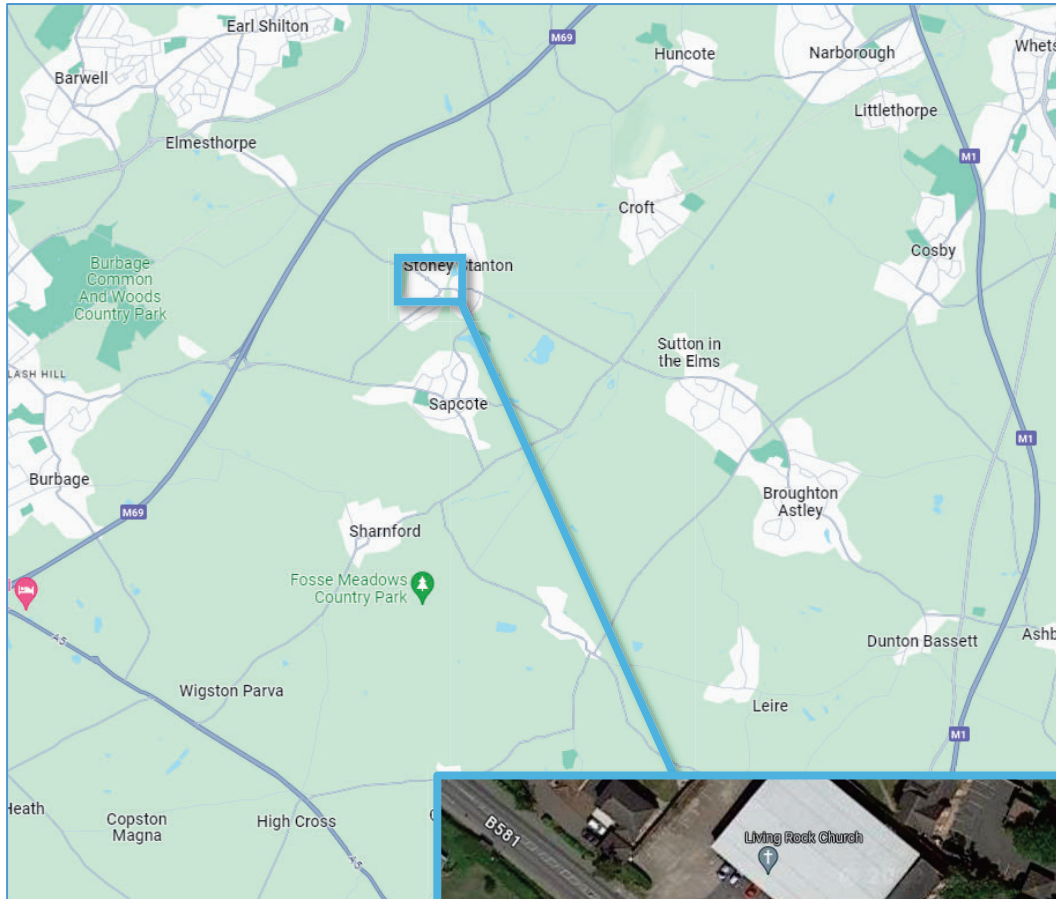 Earl Shilton
M69
Huncote
Narborough
Whets
Barwell
Littlethorpe
Elmesthorpe
M1
Croft
Cosby
Burbage
Common
And Woods
Country Park
Stoney Stanton
Sutton in
the Elms
LASH HILL
Sapcote
M1
Burbage
Broughton
Astley
M69
Sharnford
Fosse Meadows
Country Park
A5
Dunton Bassett
Ashb
Wigston Parva
Leire
M1
Heath
Copston
Magna
High Cross
B581
Living Rock Church
A5